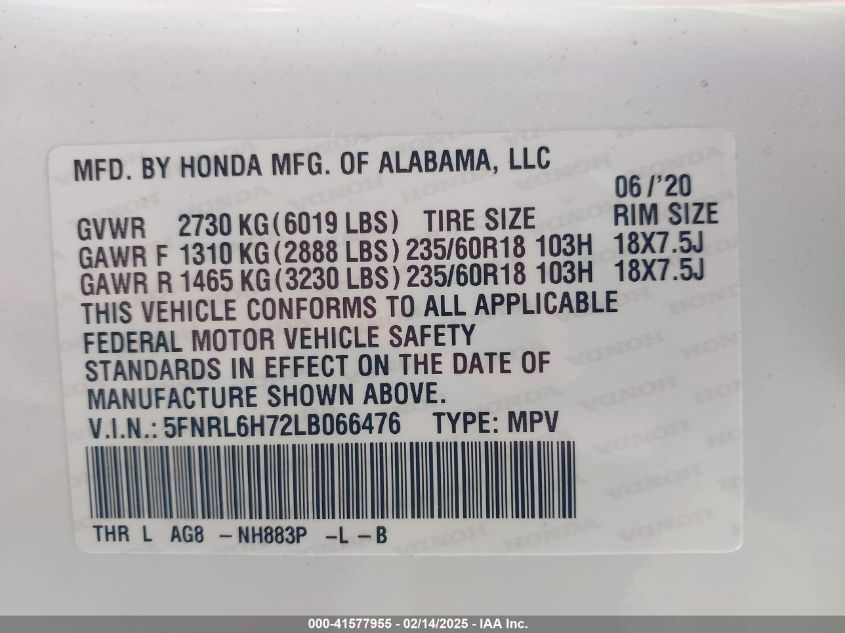 MFD. BY HONDA MFG. OF ALABAMA, LLC
06/'20
GVWR 2730 KG(6019 LBS) TIRE SIZE RIM SIZE
GAWR F 1310 KG(2888 LBS) 235/60R18 103H 18X7.5J
GAWR R 1465 KG(3230 LBS) 235/60R18 103H 18X7.5J
THIS VEHICLE CONFORMS TO ALL APPLICABLE
FEDERAL MOTOR VEHICLE SAFETY
STANDARDS IN EFFECT ON THE DATE OF
MANUFACTURE SHOWN ABOVE.
V.I.N.: 5FNRL6H72LB066476 TYPE: MPV
THR L AG8 -NH883P -L-B
000-41577955 - 02/14/2025 - IAA Inc.